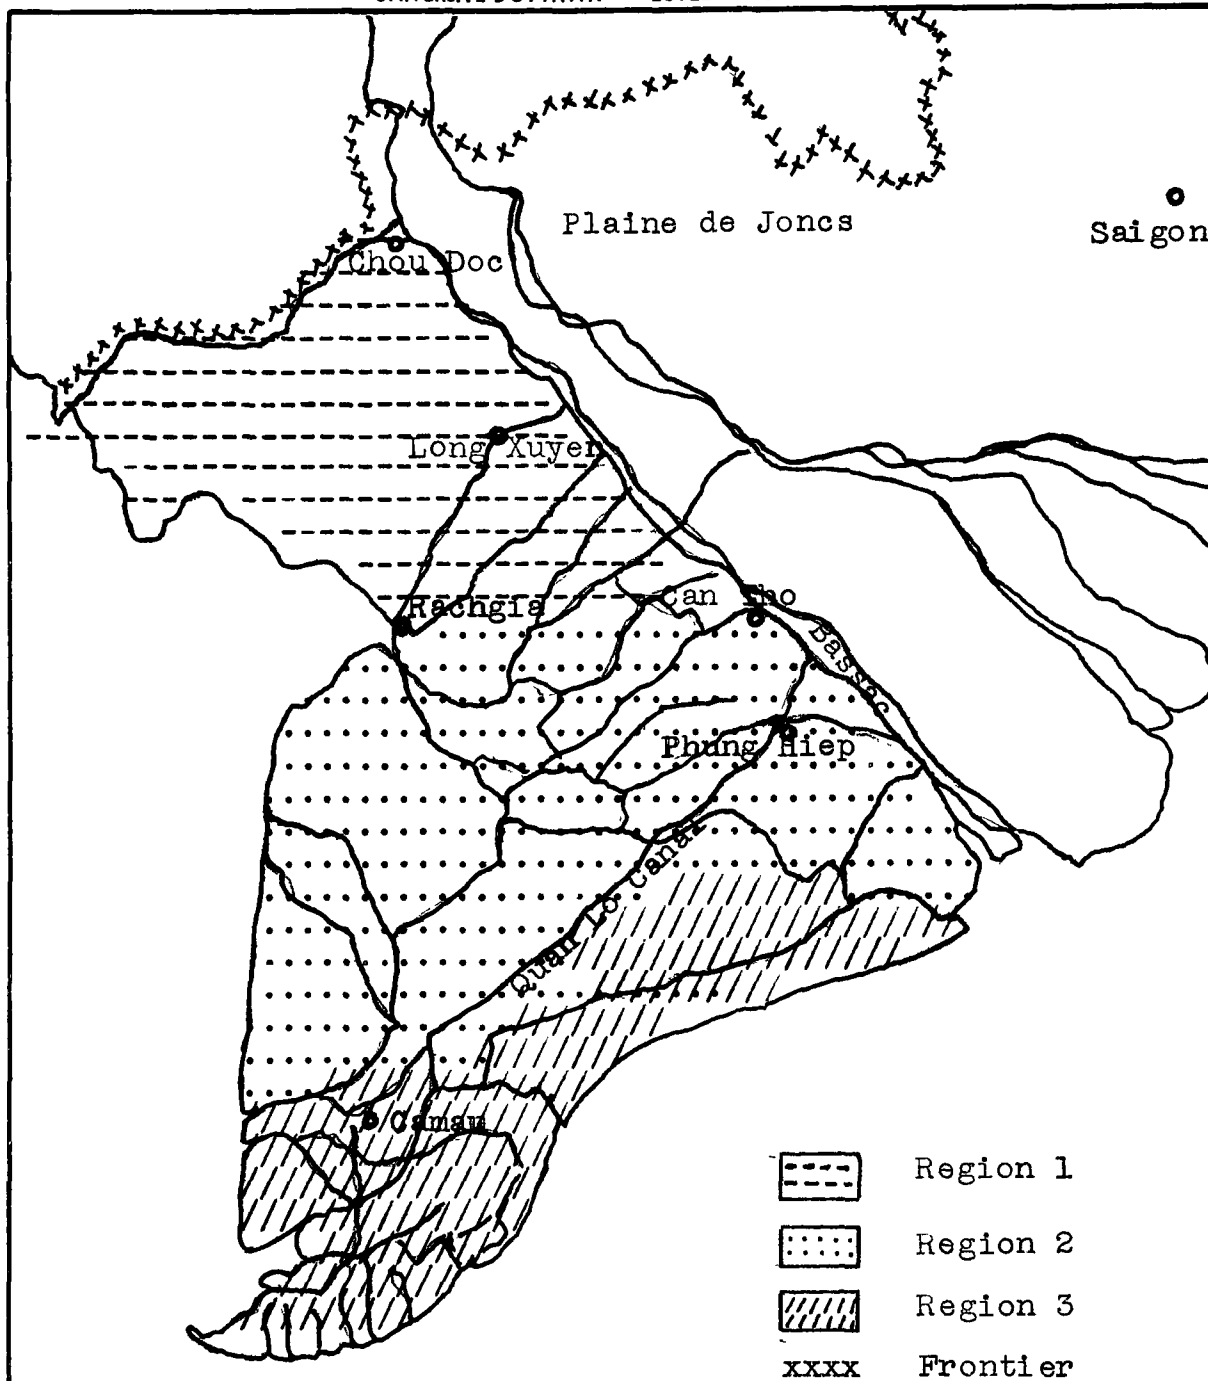 Plaine de Joncs
Saigon
Chou Doc
Long Xuyen
Rachgia
Can Tho
Bassac
Phung Hiep
Quan Lo Canal
Camau
Region 1
Region 2
Region 3
xxxx Frontier